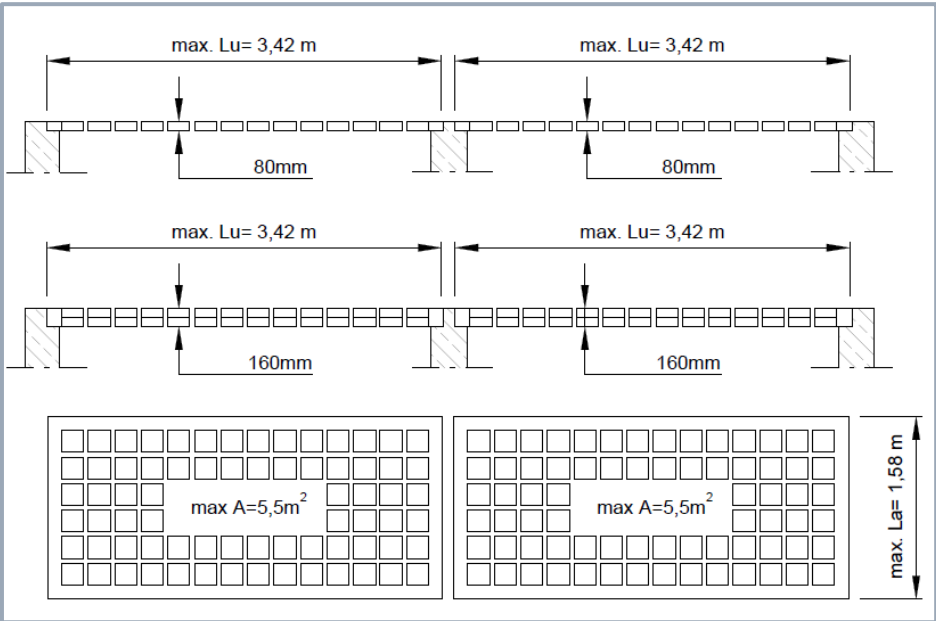 max. Lu= 3,42 m
max. Lu= 3,42 m
80mm
80mm
max. Lu= 3,42 m
max. Lu= 3,42 m
160mm
160mm
max A=5,5m²
max A=5,5m²
max. La= 1,58 m